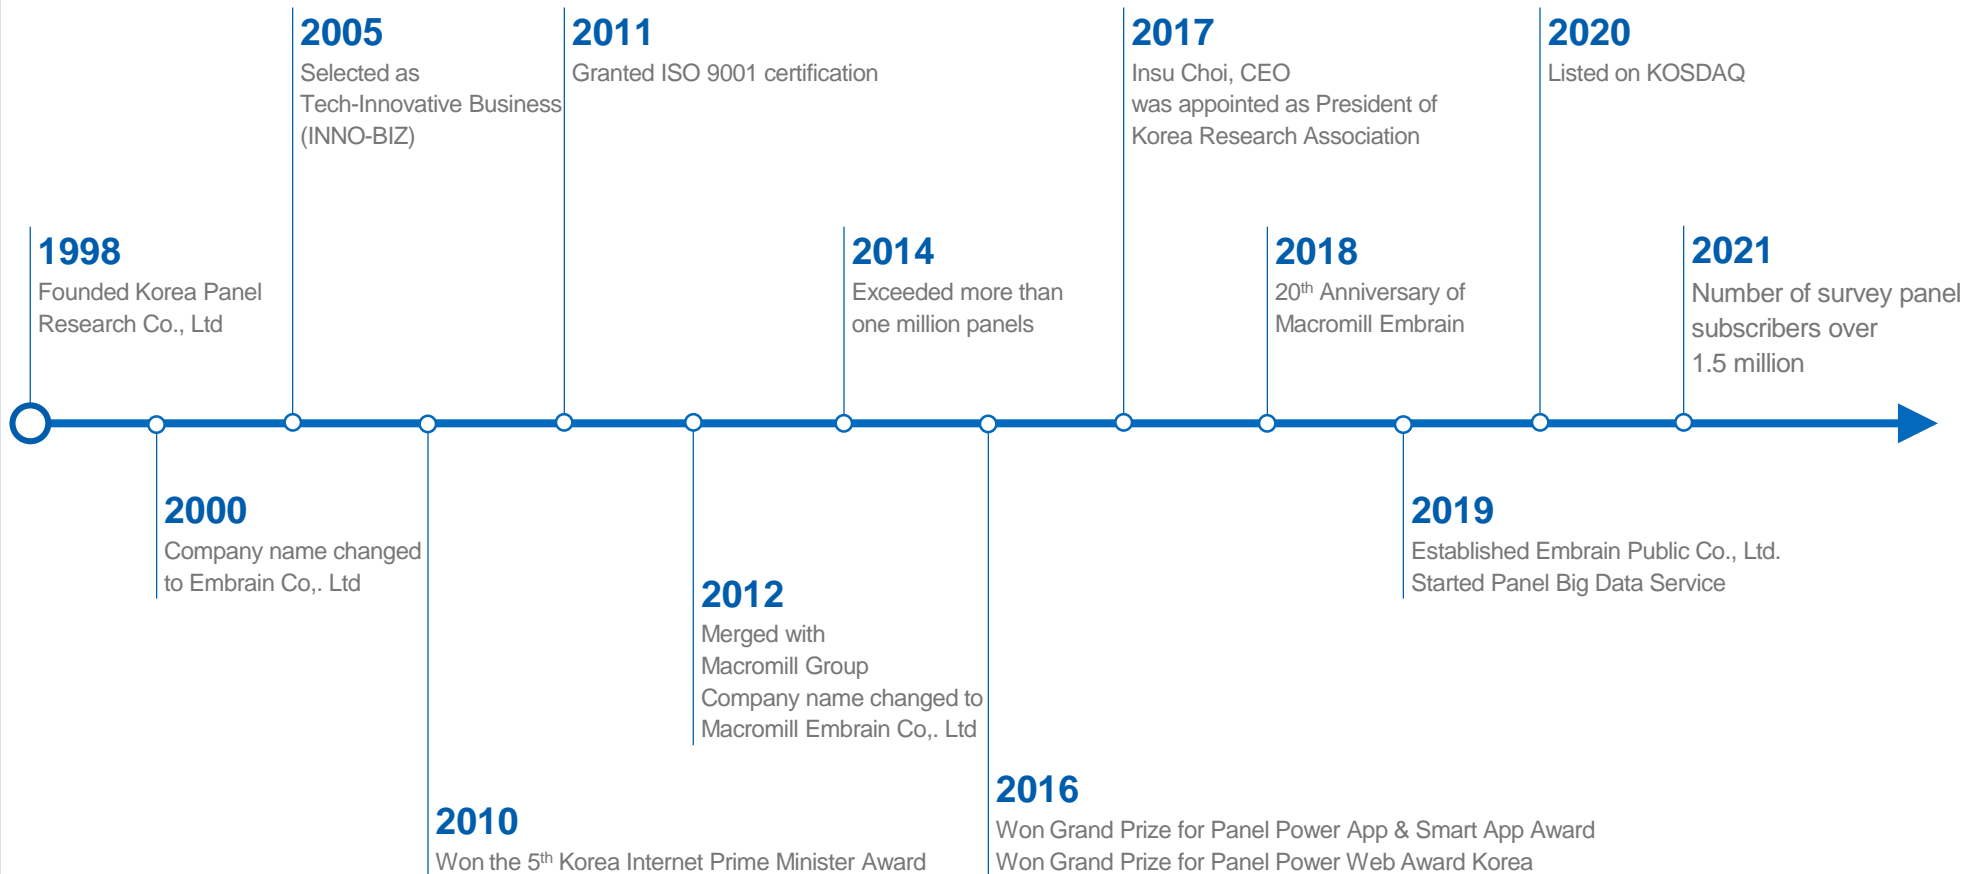 2005
Selected as
Tech-Innovative Business
(INNO-BIZ)
2011
Granted ISO 9001 certification
2017
Insu Choi, CEO
was appointed as President of
Korea Research Association
2020
Listed on KOSDAQ
1998
Founded Korea Panel
Research Co., Ltd
2014
Exceeded more than
one million panels
2018
20th Anniversary of
Macromill Embrain
2021
Number of survey panel
subscribers over
1.5 million
2000
Company name changed
to Embrain Co,. Ltd
2019
Established Embrain Public Co., Ltd.
Started Panel Big Data Service
2012
Merged with
Macromill Group
Company name changed to
Macromill Embrain Co,. Ltd
2016
Won Grand Prize for Panel Power App & Smart App Award
Won Grand Prize for Panel Power Web Award Korea
2010
Won the 5th Korea Internet Prime Minister Award